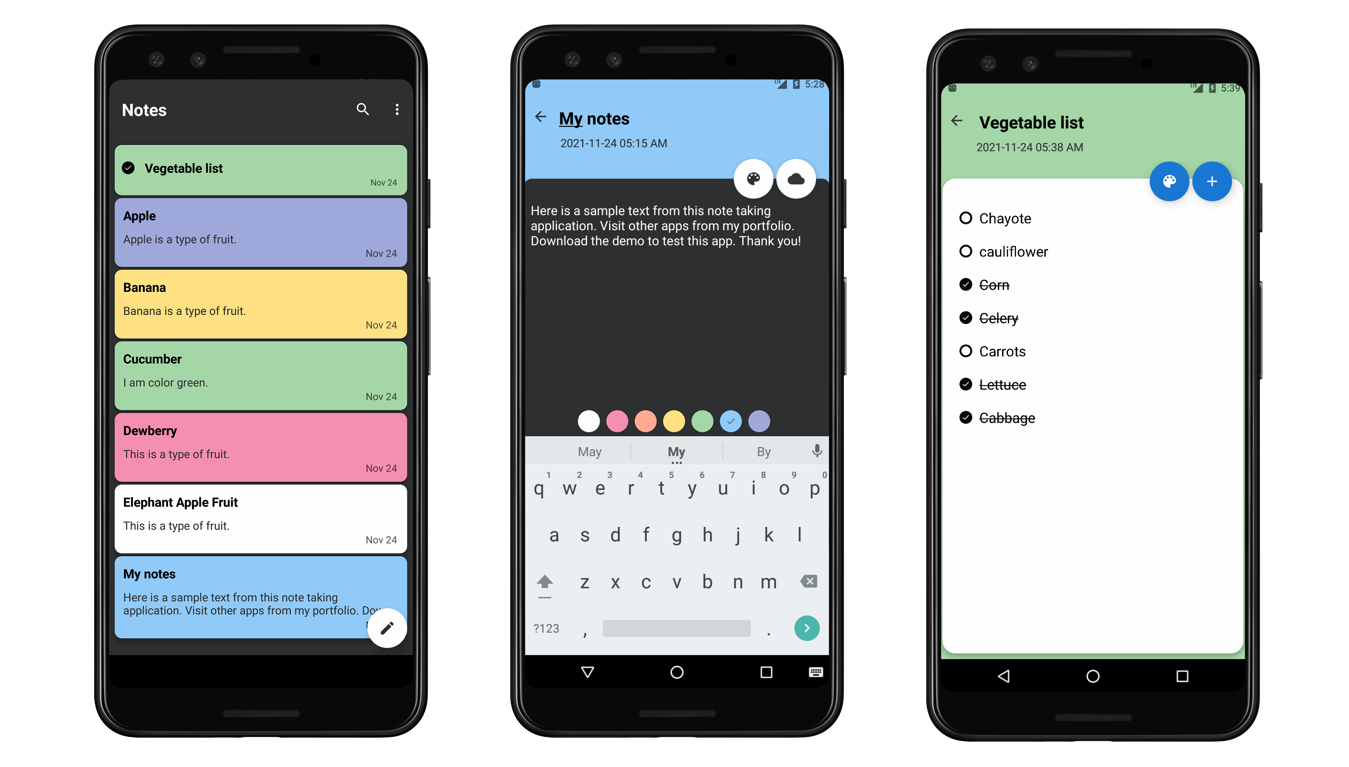 Notes
Vegetable list
Nov 24
Apple
Apple is a type of fruit.
Nov 24
Banana
Banana is a type of fruit.
Nov 24
Cucumber
I am color green.
Nov 24
Dewberry
This is a type of fruit.
Nov 24
Elephant Apple Fruit
This is a type of fruit.
Nov 24
My notes
Here is a sample text from this note taking
application. Visit other apps from my portfolio.
5:28
My notes
2021-11-24 05:15 AM
Here is a sample text from this note taking
application. Visit other apps from my portfolio.
Download the demo to test this app. Thank you!
May My By
1 2 3 4 5 6 7 8 9 0
q w e r t y u i o p
a s d f g h j k l
z x c v b n m
?123 , .
5:39
Vegetable list
2021-11-24 05:38 AM
Chayote
cauliflower
Corn
Celery
Carrots
Lettuce
Cabbage